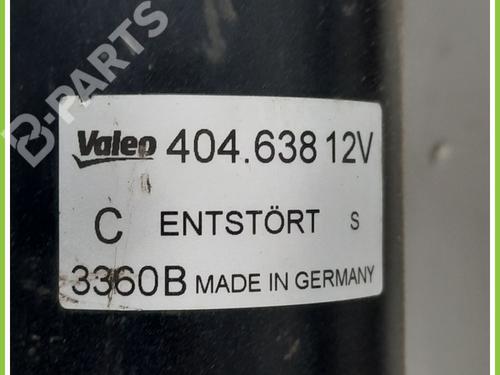 B-PARTS
Valeo 404.638 12V
C ENTSTÖRT S
3360B MADE IN GERMANY